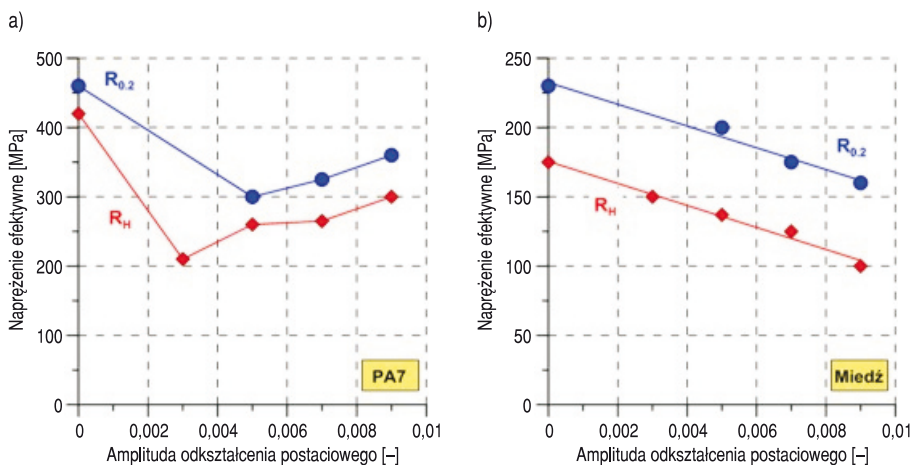 a)
Naprężenie efektywne [MPa]
500
400
300
200
100
0
R0.2
RH
PA7
0 0,002 0,004 0,006 0,008 0,01
Amplituda odkształcenia postaciowego [–]
b)
Naprężenie efektywne [MPa]
250
200
150
100
50
0
R0.2
RH
Miedź
0 0,002 0,004 0,006 0,008 0,01
Amplituda odkształcenia postaciowego [–]